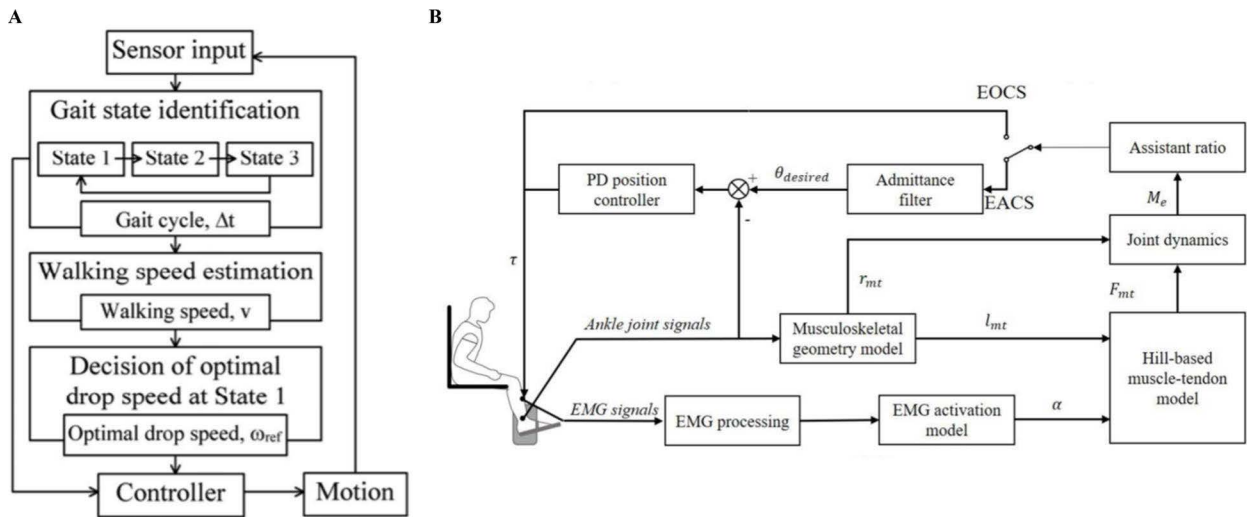 A
Sensor input
Gait state identification
State 1
State 2
State 3
Gait cycle, Δt
Walking speed estimation
Walking speed, v
Decision of optimal
drop speed at State 1
Optimal drop speed, ωref
Controller
Motion
B
EOCS
PD position
controller
+
-
θdesired
Admittance
filter
EACS
Assistant ratio
Me
Joint dynamics
τ
rmt
Fmt
Ankle joint signals
Musculoskeletal
geometry model
lmt
Hill-based
muscle-tendon
model
EMG signals
EMG processing
EMG activation
model
α